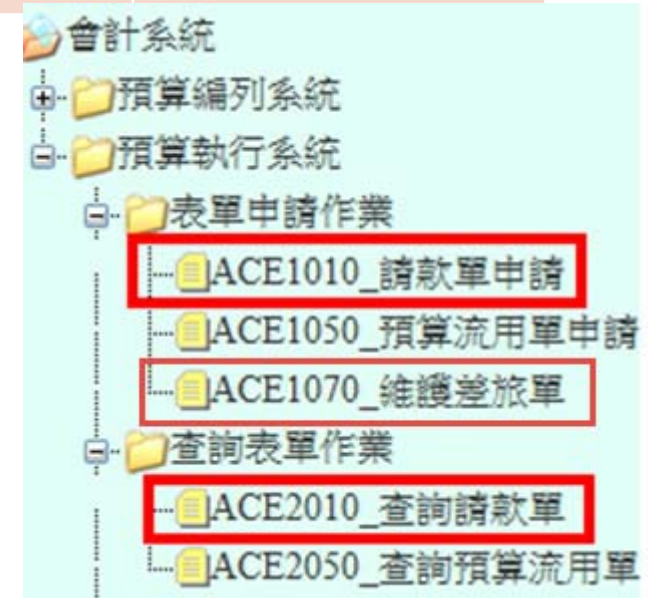 會計系統
預算編列系統
預算執行系統
表單申請作業
ACE1010_請款單申請
ACE1050_預算流用單申請
ACE1070_維護差旅單
查詢表單作業
ACE2010_查詢請款單
ACE2050_查詢預算流用單